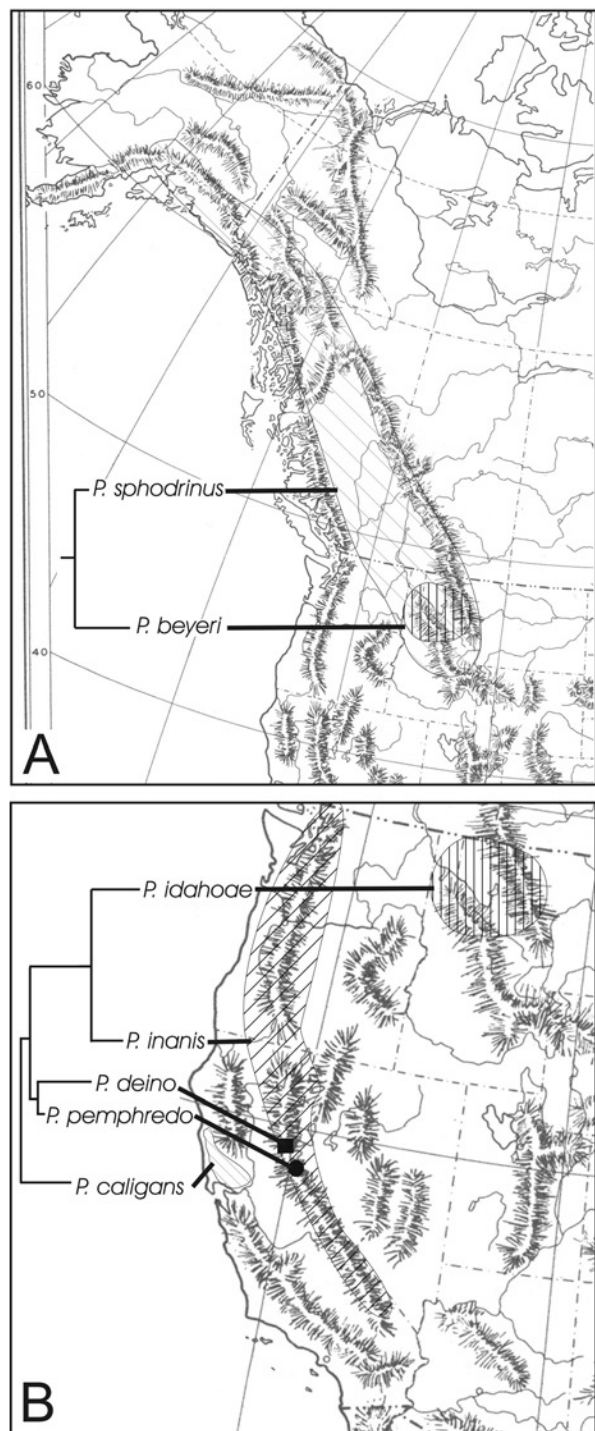 60
50
P. sphodrinus
P. beyeri
40
A
P. idahoae
P. inanis
P. deino
P. pemphredo
P. caligans
B